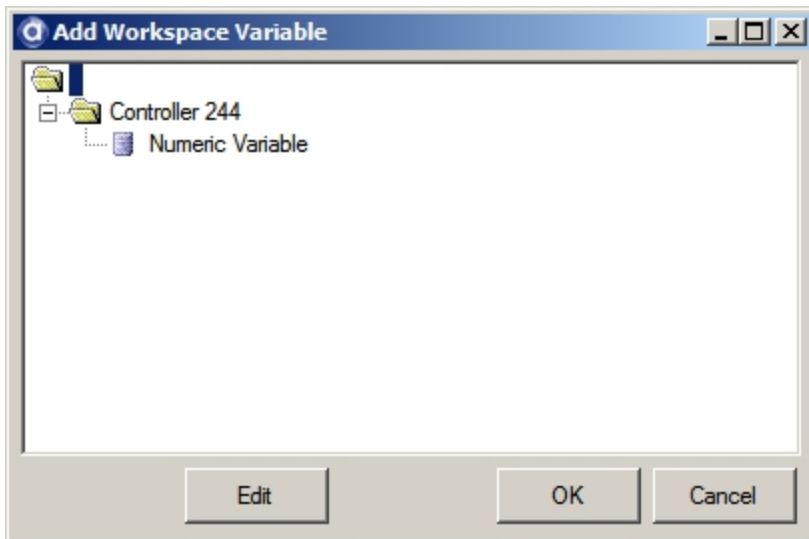 Add Workspace Variable
Controller 244
Numeric Variable
Edit OK Cancel